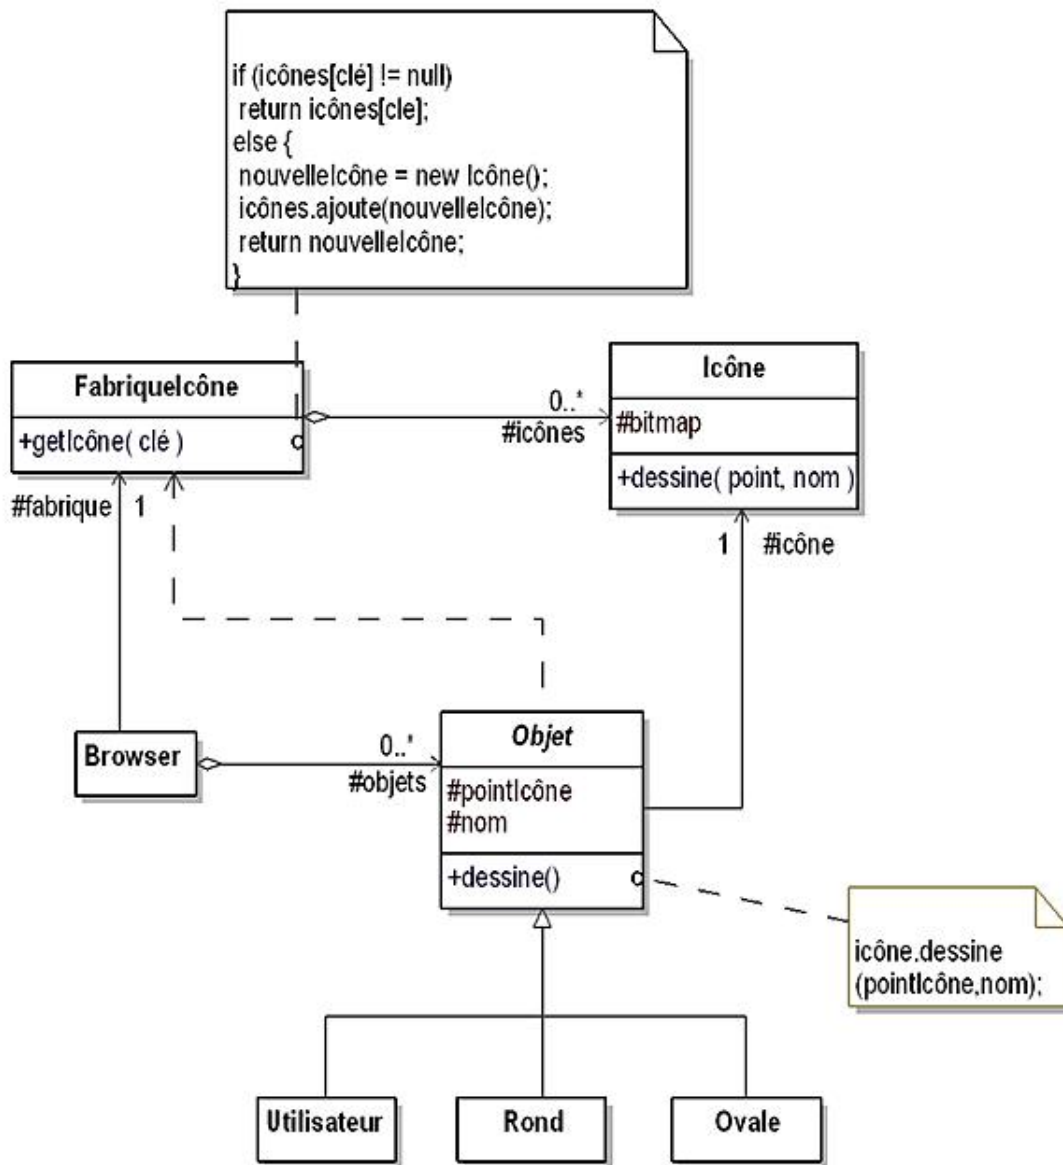 if (icônes[clé] != null)
return icônes[cle];
else {
nouvelleIcône = new Icône();
icônes.ajoute(nouvelleIcône);
return nouvelleIcône;
}
FabriqueIcône
+getIcône( clé )
c
0..*
#icônes
Icône
#bitmap
+dessine( point, nom )
#fabrique
1
1
#icône
Browser
0..*
#objets
Objet
#pointIcône
#nom
+dessine()
c
icône.dessine
(pointIcône,nom);
Utilisateur
Rond
Ovale